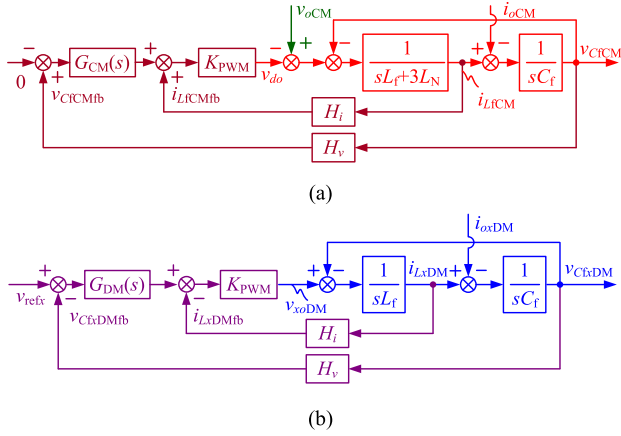 v_oCM
i_oCM
− G_CM(s) + K_PWM − + + − 1/(sL_f+3L_N) + − 1/(sC_f) v_CfCM
0 + v_CfCMfb + i_LfCMfb v_do i_LfCM
H_i
H_v
(a)
i_oxDM
+ G_DM(s) + K_PWM + − 1/(sL_f) i_LxDM + − 1/(sC_f) v_CfxDM
v_refx − v_CfxDMfb − i_LxDMfb v_xoDM
H_i
H_v
(b)